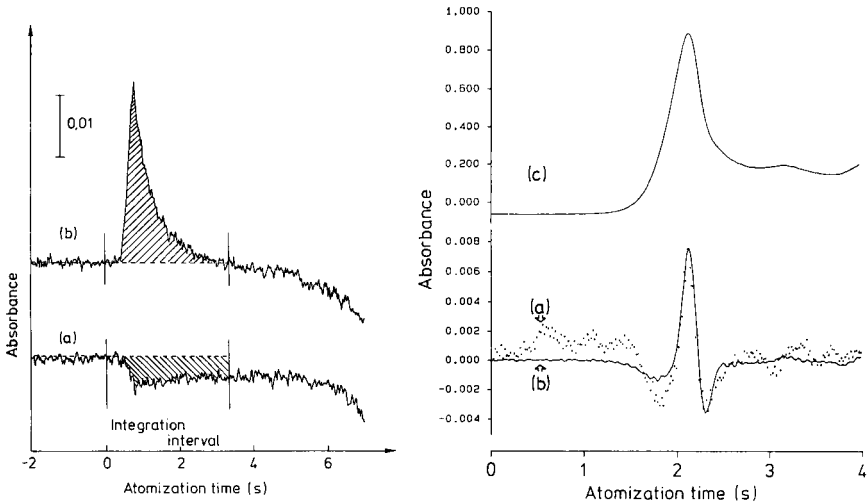 0,01
(b)
(a)
Absorbance
Integration
interval
-2
0
2
4
6
8
Atomization time (s)
1.000
0.800
0.600
0.400
0.200
0.000
(c)
Absorbance
0.008
0.006
0.004
0.002
0.000
-0.002
-0.004
(a)
(b)
0
1
2
3
4
Atomization time (s)